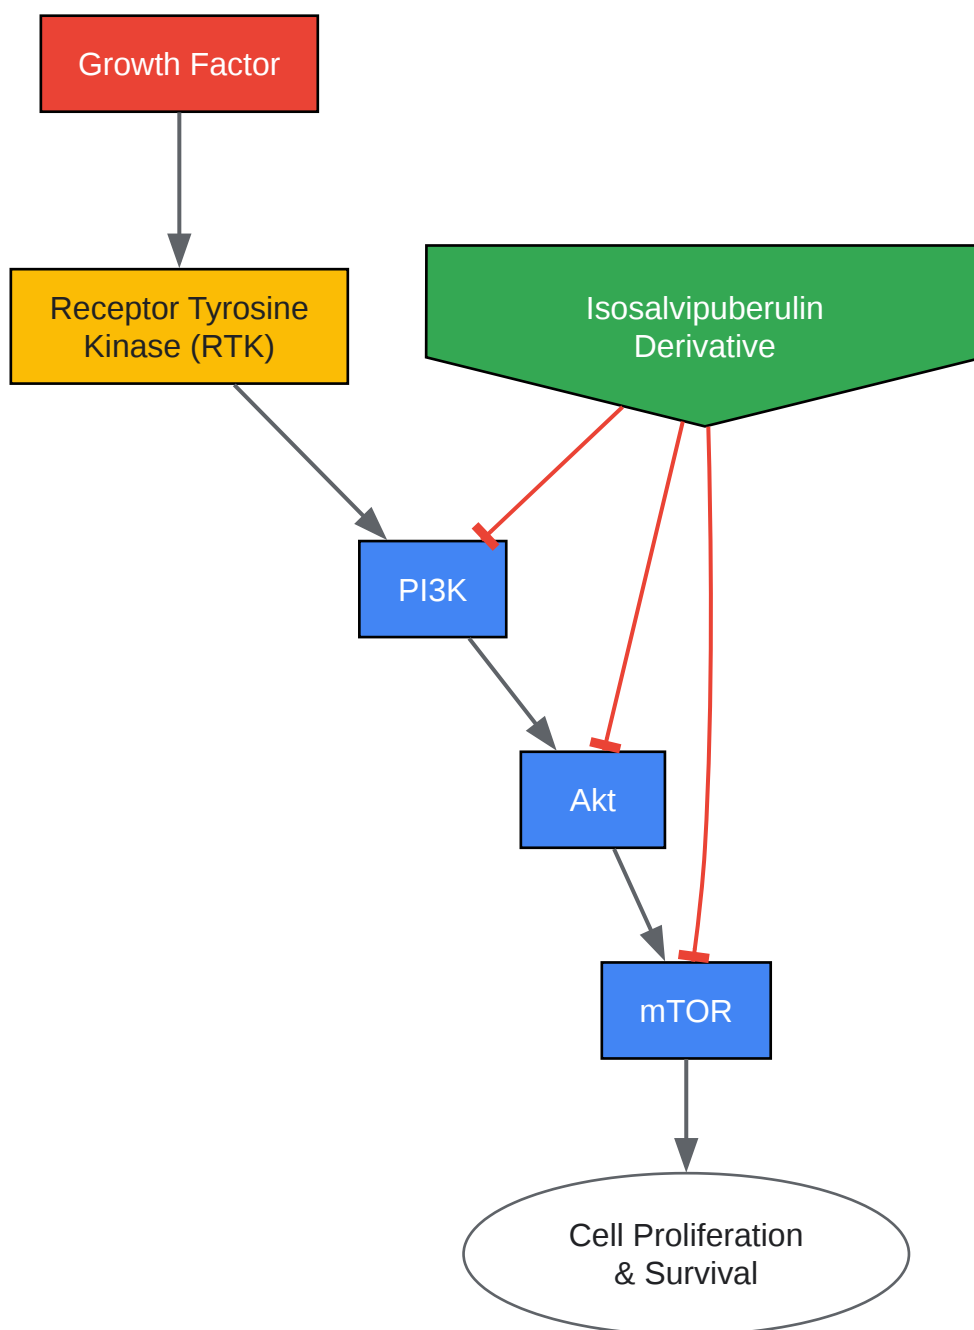 Growth Factor
Receptor Tyrosine
Kinase (RTK)
Isosalvipuberulin
Derivative
PI3K
Akt
mTOR
Cell Proliferation
& Survival